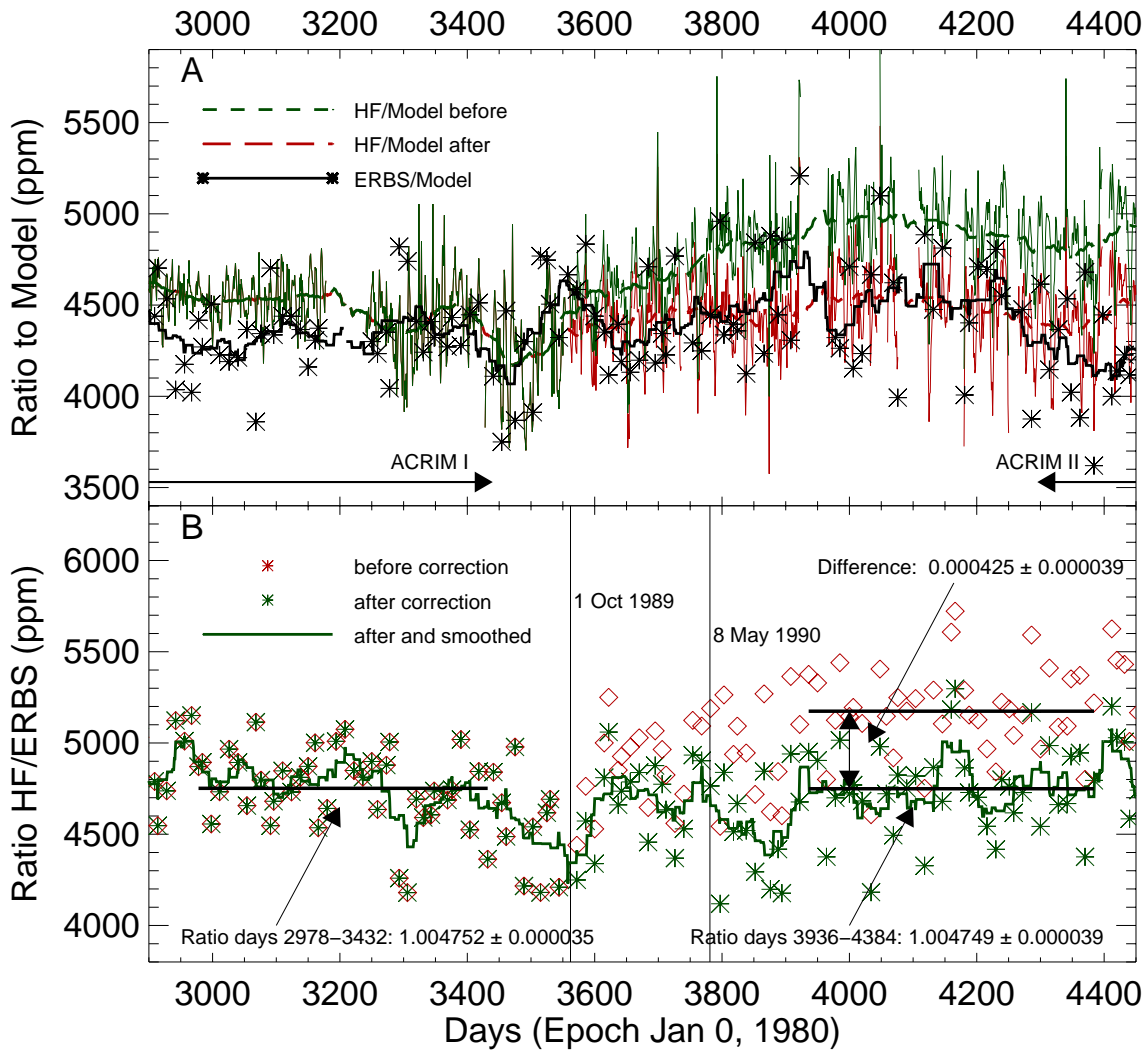 3000 3200 3400 3600 3800 4000 4200 4400
A
HF/Model before
HF/Model after
ERBS/Model
5500
5000
4500
4000
3500
Ratio to Model (ppm)
ACRIM I
ACRIM II
B
before correction
after correction
after and smoothed
1 Oct 1989
8 May 1990
Difference: 0.000425 ± 0.000039
6000
5500
5000
4500
4000
Ratio HF/ERBS (ppm)
Ratio days 2978−3432: 1.004752 ± 0.000035
Ratio days 3936−4384: 1.004749 ± 0.000039
3000 3200 3400 3600 3800 4000 4200 4400
Days (Epoch Jan 0, 1980)